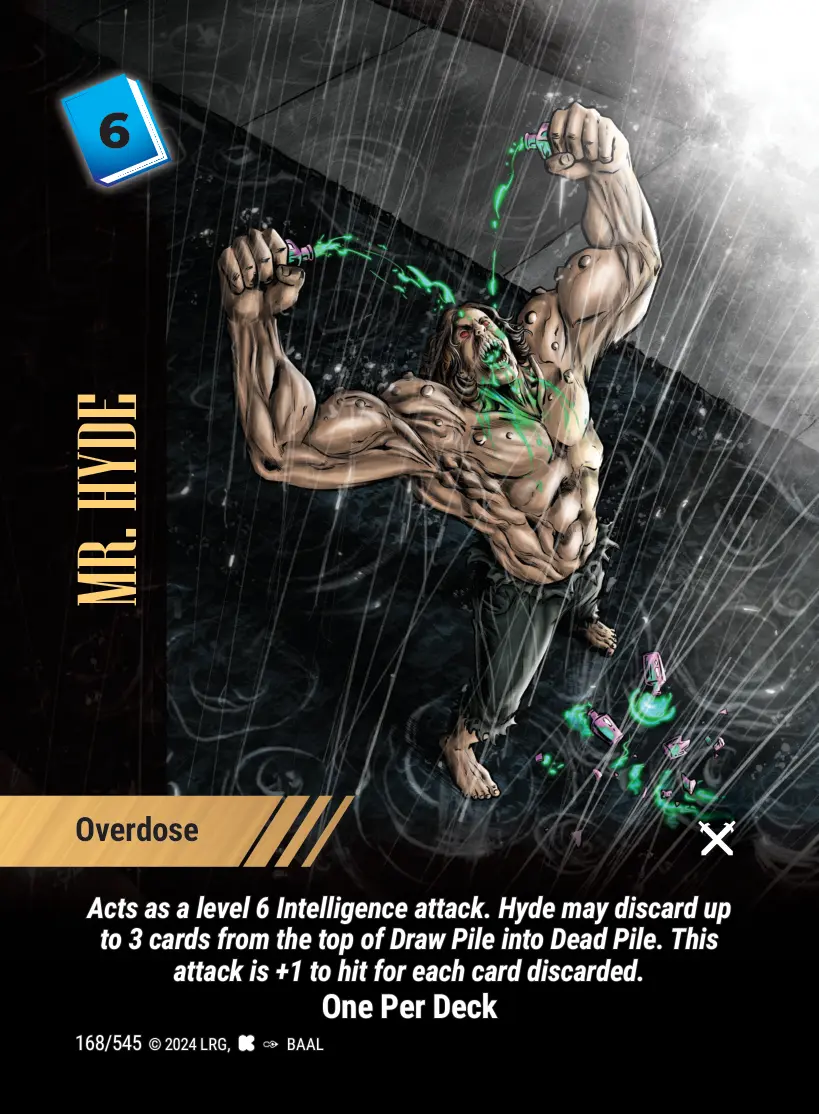 6
MR. HYDE
Overdose
Acts as a level 6 Intelligence attack. Hyde may discard up
to 3 cards from the top of Draw Pile into Dead Pile. This
attack is +1 to hit for each card discarded.
One Per Deck
168/545 © 2024 LRG, BAAL